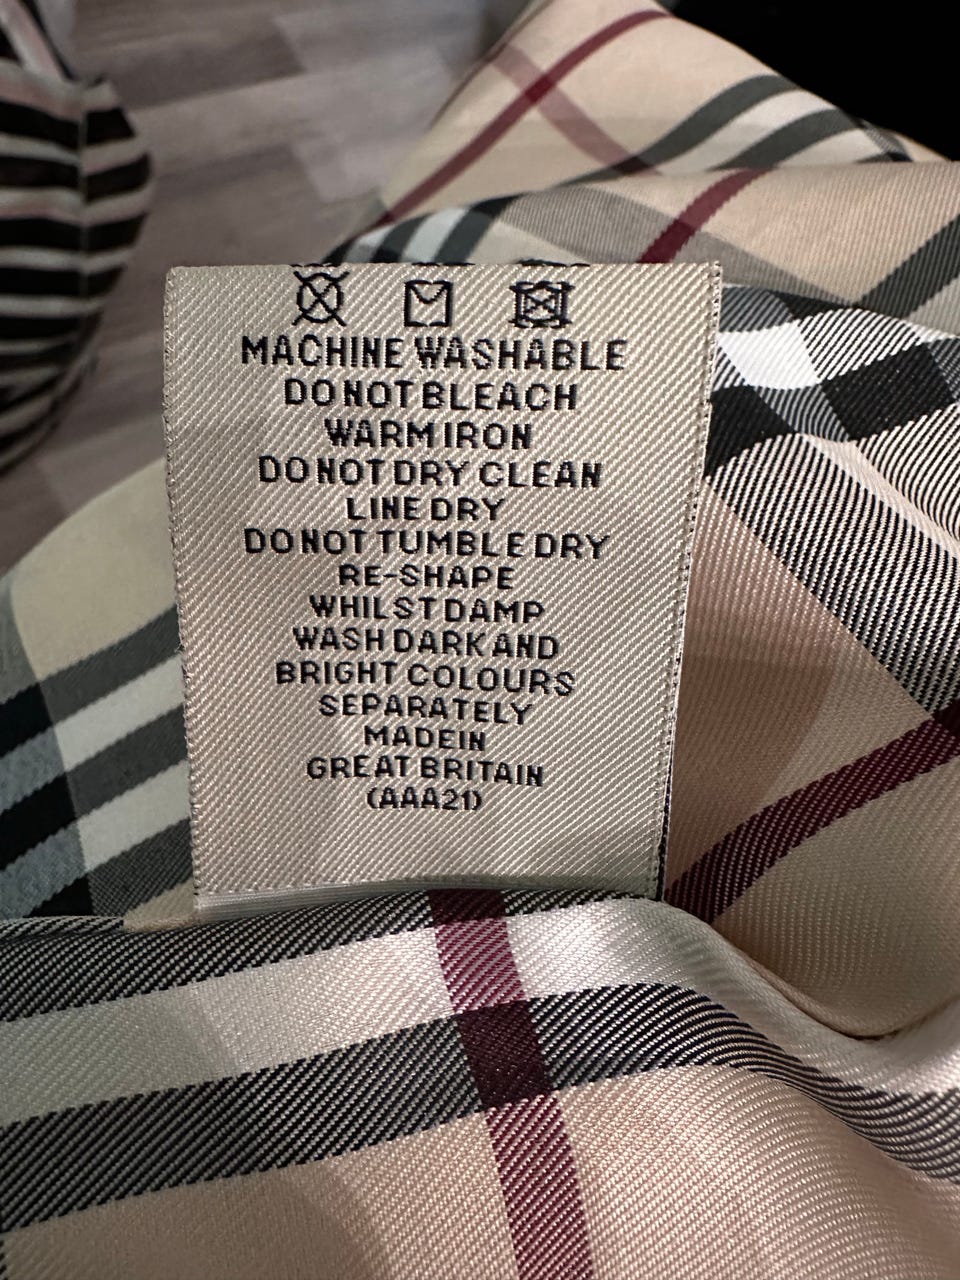 MACHINE WASHABLE
DO NOT BLEACH
WARM IRON
DO NOT DRY CLEAN
LINE DRY
DO NOT TUMBLE DRY
RE-SHAPE
WHILST DAMP
WASH DARK AND
BRIGHT COLOURS
SEPARATELY
MADE IN
GREAT BRITAIN
(AAA21)